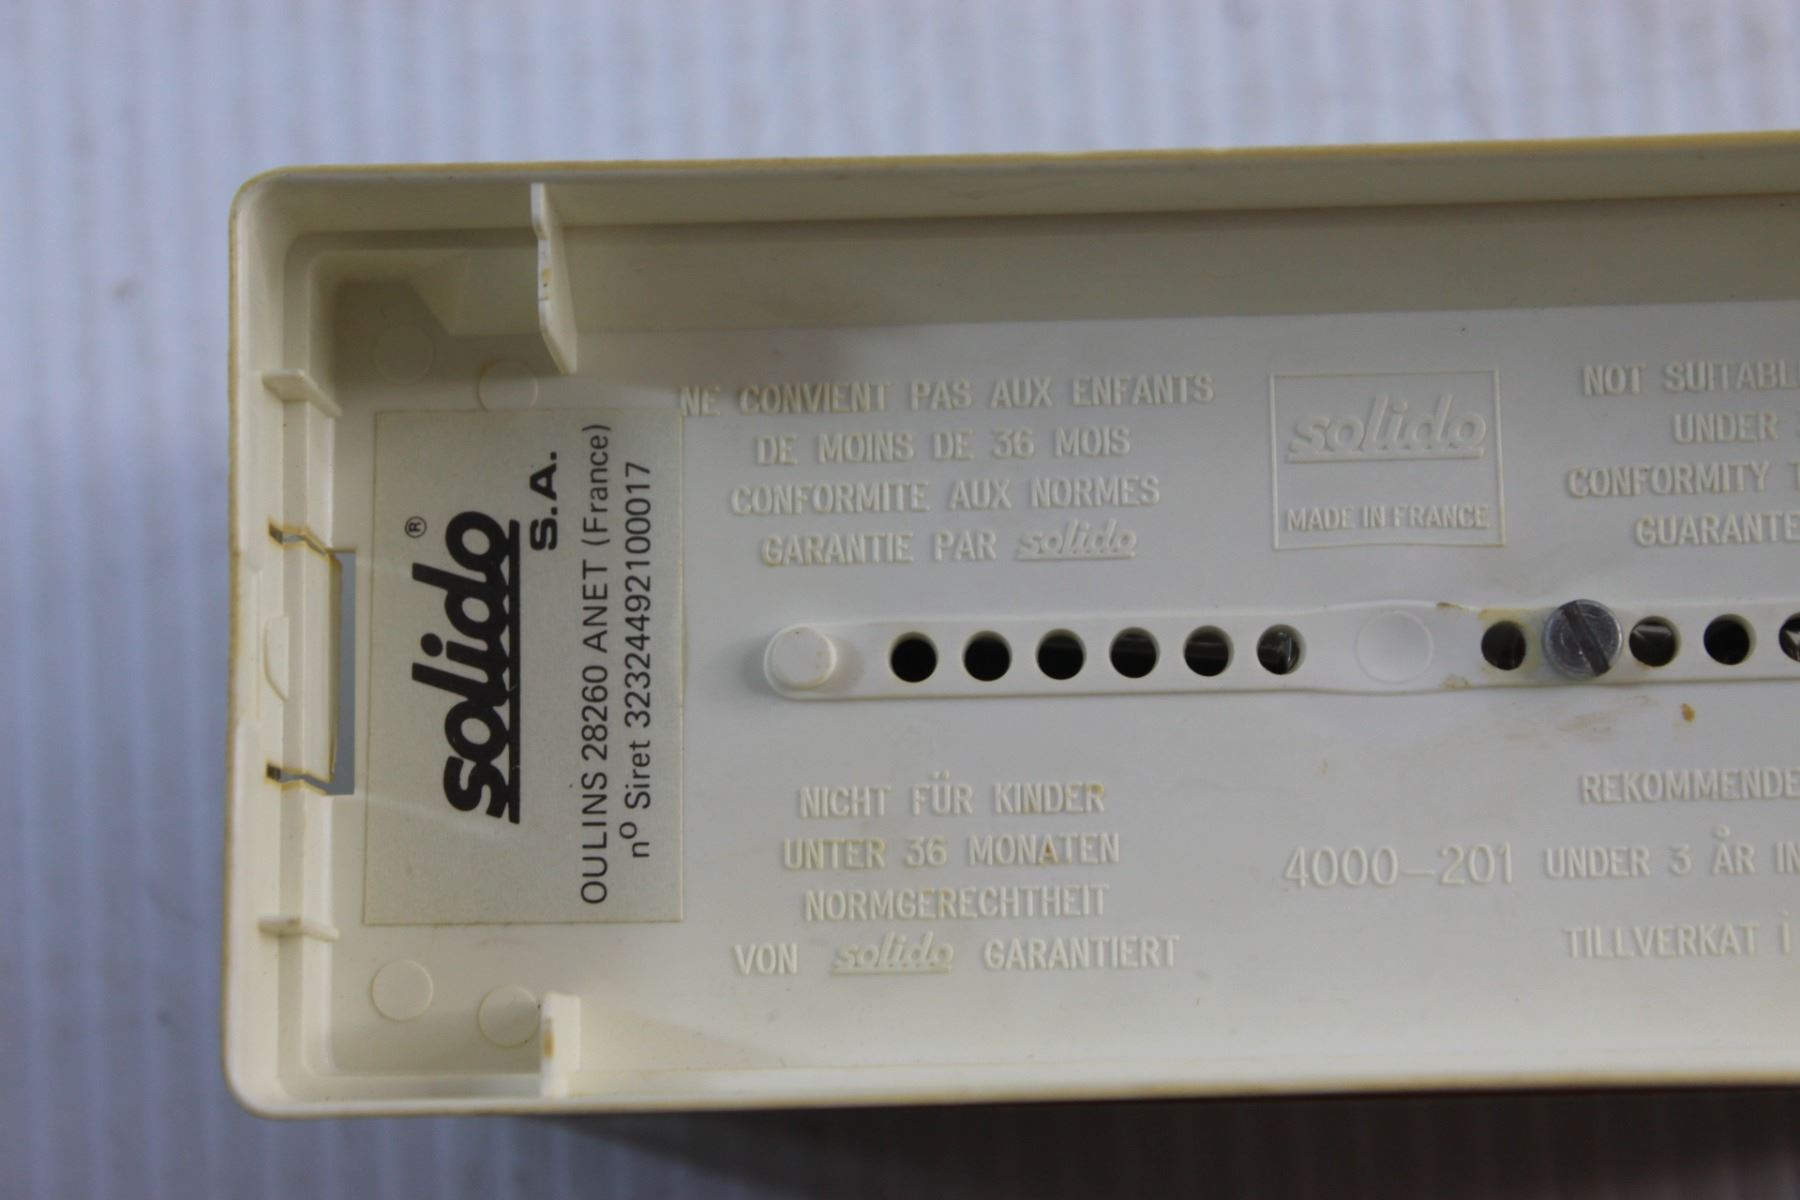 solido®
S.A.
OULINS 28260 ANET (France)
nº Siret 32324492100017
NE CONVIENT PAS AUX ENFANTS
DE MOINS DE 36 MOIS
CONFORMITE AUX NORMES
GARANTIE PAR solido
solido
MADE IN FRANCE
NOT SUITABL
UNDER
CONFORMITY T
GUARANTE
NICHT FÜR KINDER
UNTER 36 MONATEN
NORMGERECHTHEIT
VON solido GARANTIERT
4000-201
REKOMMENDE
UNDER 3 ÅR IN
TILLVERKAT i